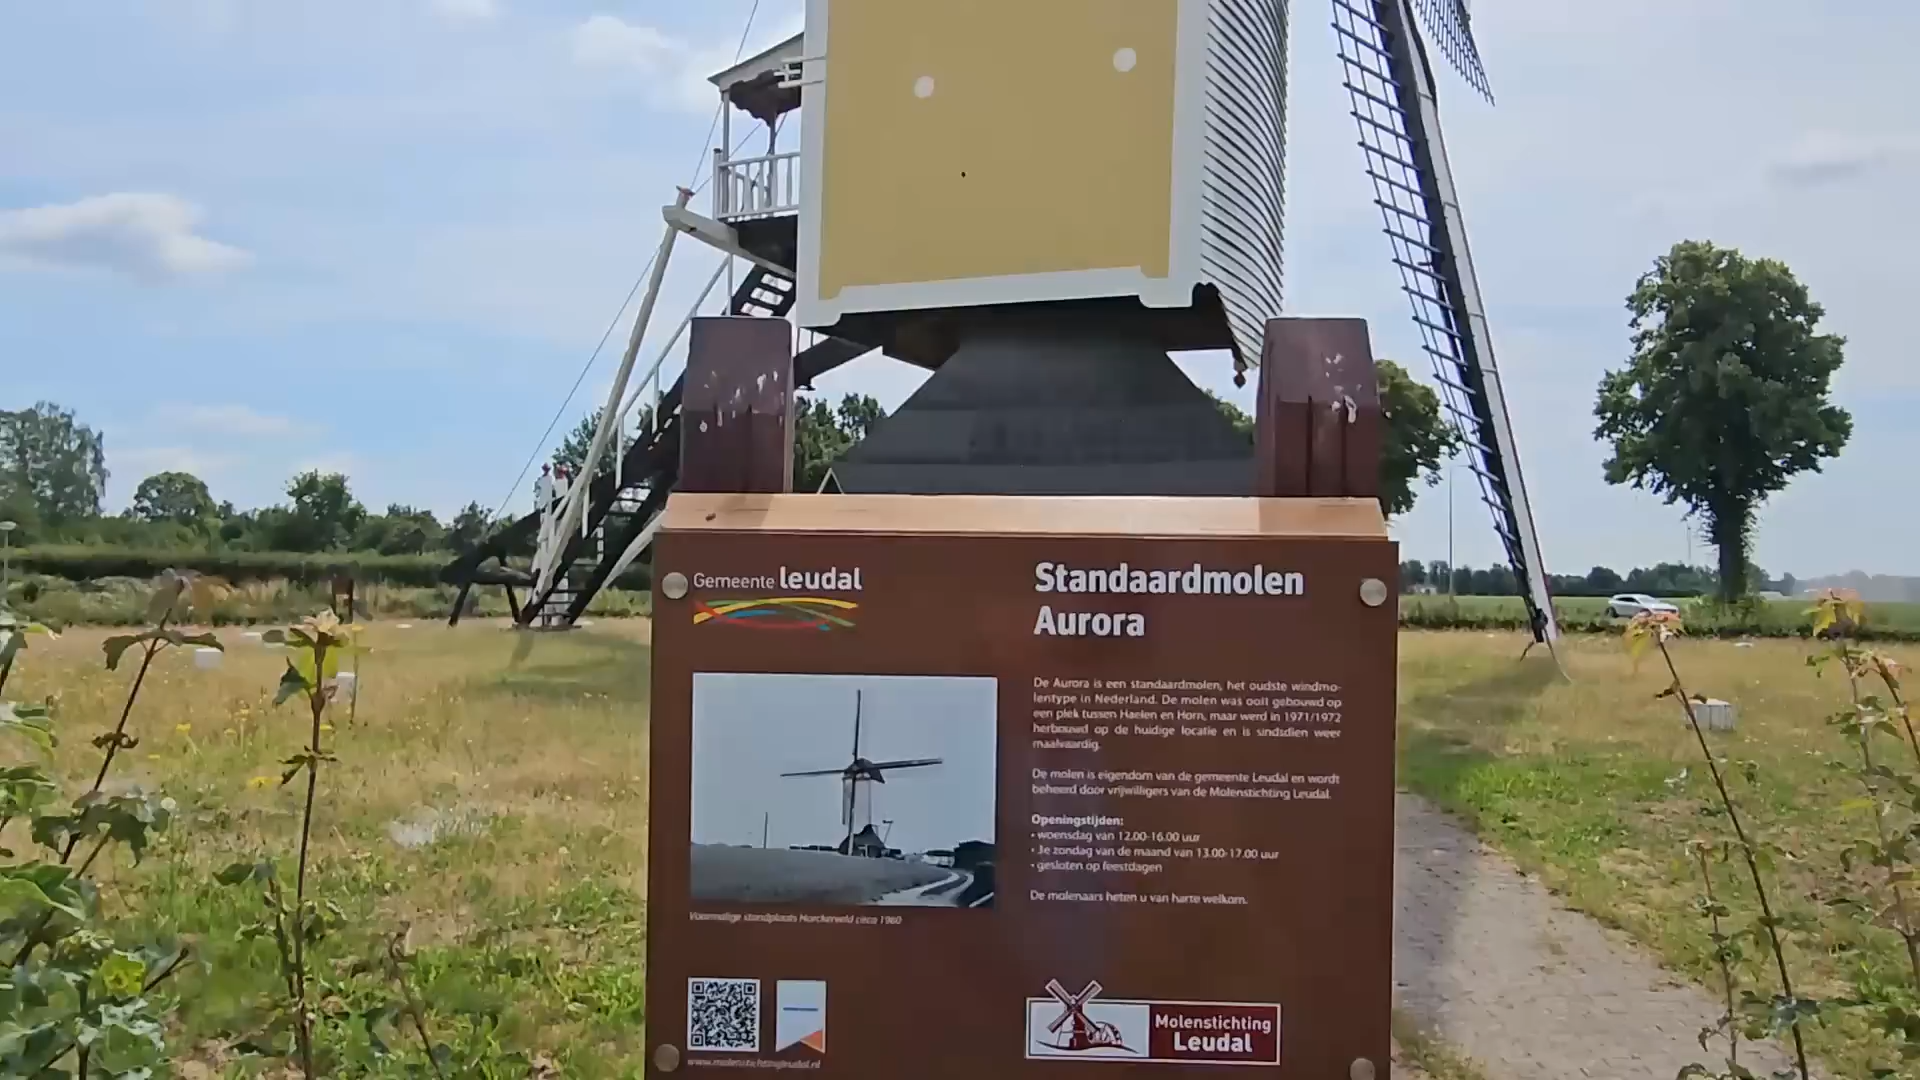 Gemeente leudal
Standaardmolen
Aurora
De Aurora is een standaardmolen, het oudste windmo-
lentype in Nederland. De molen was ooit gebouwd op
een plek tussen Haelen en Horn, maar werd in 1971/1972
herbouwd op de huidige locatie en is sindsdien weer
maalvaardig.
De molen is eigendom van de gemeente Leudal en wordt
beheerd door vrijwilligers van de Molenstichting Leudal.
Openingstijden:
• woensdag van 12.00-16.00 uur
• 1e zondag van de maand van 13.00-17.00 uur
• gesloten op feestdagen
De molenaars heten u van harte welkom.
Voormalige standplaats circa 1960
www.molenstichtingleudal.nl
Molenstichting
Leudal